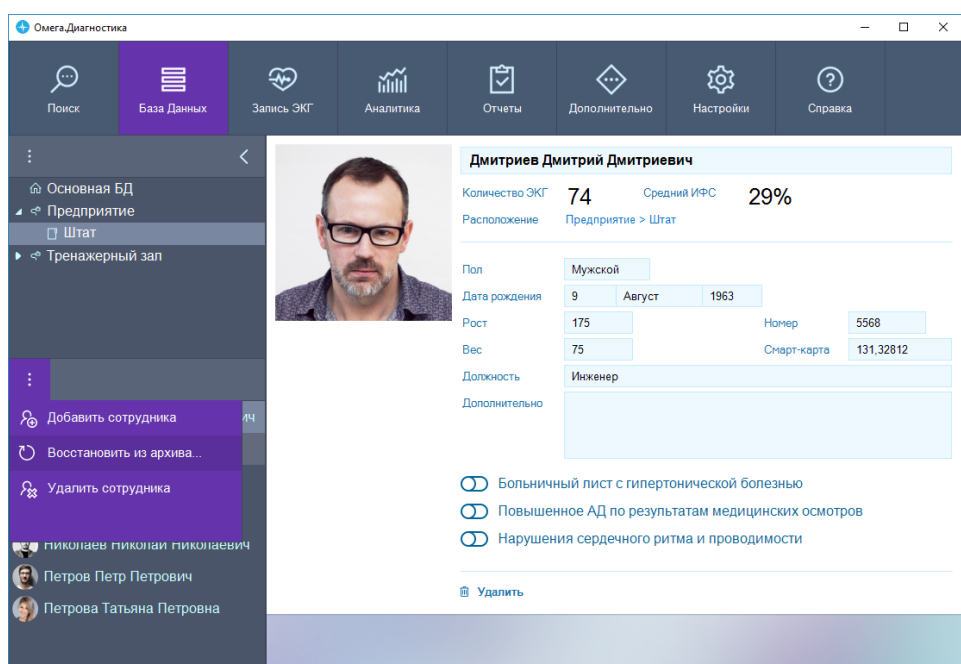 Омега.Диагностика
Поиск
База Данных
Запись ЭКГ
Аналитика
Отчеты
Дополнительно
Настройки
Справка
Основная БД
Предприятие
Штат
Тренажерный зал
Добавить сотрудника
ич
Восстановить из архива...
Удалить сотрудника
Николаев Николай Николаевич
Петров Петр Петрович
Петрова Татьяна Петровна
Дмитриев Дмитрий Дмитриевич
Количество ЭКГ 74 Средний ИФС 29%
Расположение Предприятие > Штат
Пол Мужской
Дата рождения 9 Август 1963
Рост 175 Номер 5568
Вес 75 Смарт-карта 131,32812
Должность Инженер
Дополнительно
Больничный лист с гипертонической болезнью
Повышенное АД по результатам медицинских осмотров
Нарушения сердечного ритма и проводимости
Удалить